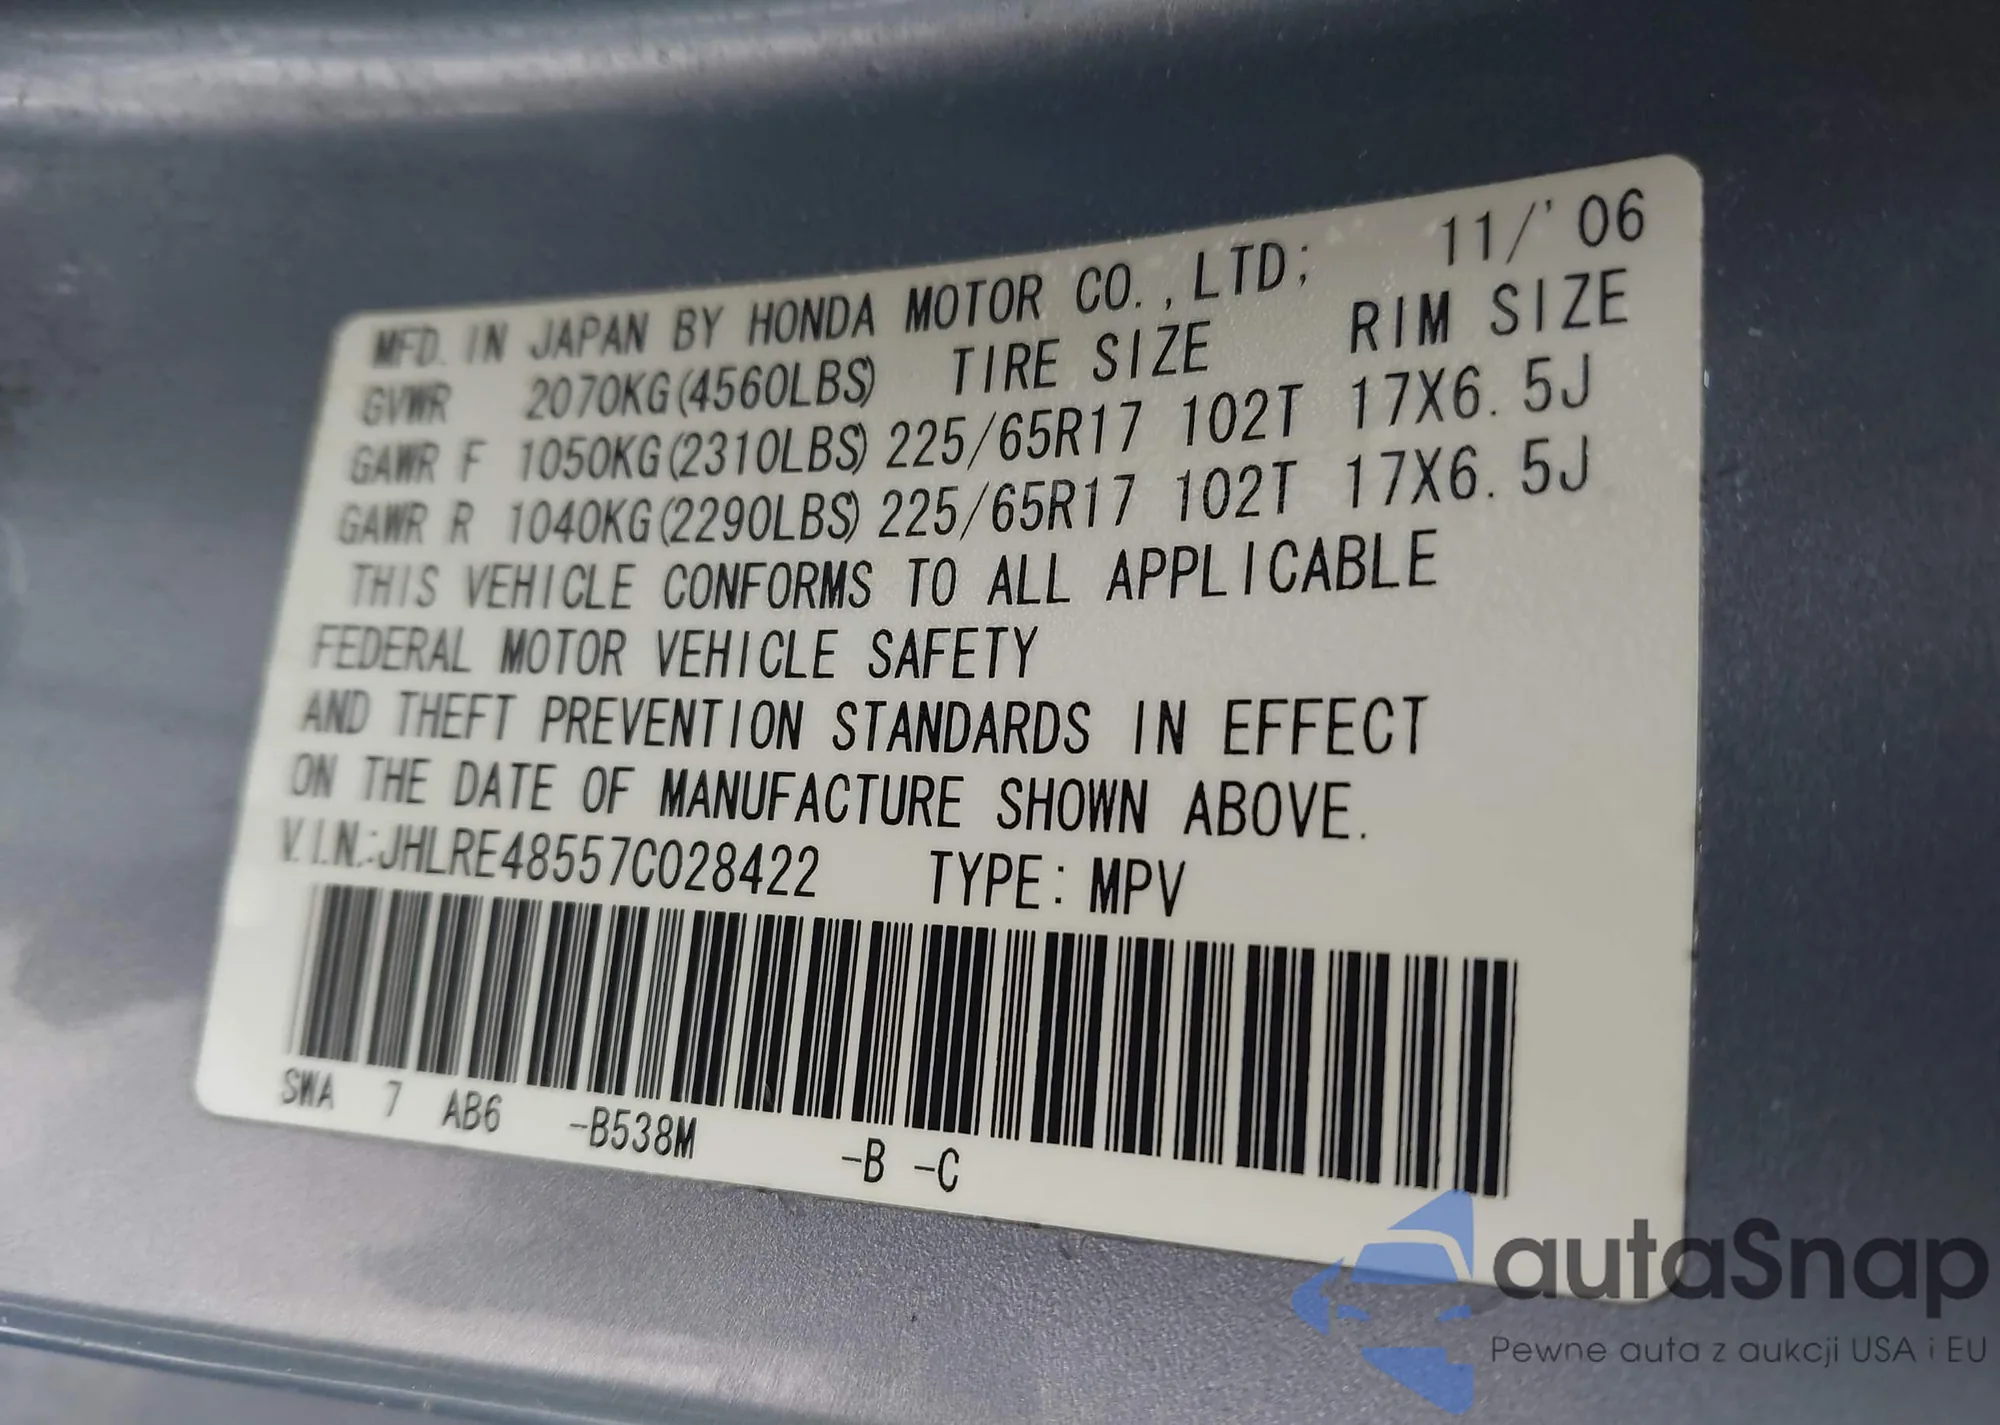 MFD. IN JAPAN BY HONDA MOTOR CO.,LTD; 11/'06
GVWR 2070KG(4560LBS) TIRE SIZE RIM SIZE
GAWR F 1050KG(2310LBS) 225/65R17 102T 17X6.5J
GAWR R 1040KG(2290LBS) 225/65R17 102T 17X6.5J
THIS VEHICLE CONFORMS TO ALL APPLICABLE
FEDERAL MOTOR VEHICLE SAFETY
AND THEFT PREVENTION STANDARDS IN EFFECT
ON THE DATE OF MANUFACTURE SHOWN ABOVE.
V.I.N.:JHLRE48557C028422 TYPE: MPV
SWA 7 AB6 -B538M -B -C
autaSnap
Pewne auta z aukcji USA i EU